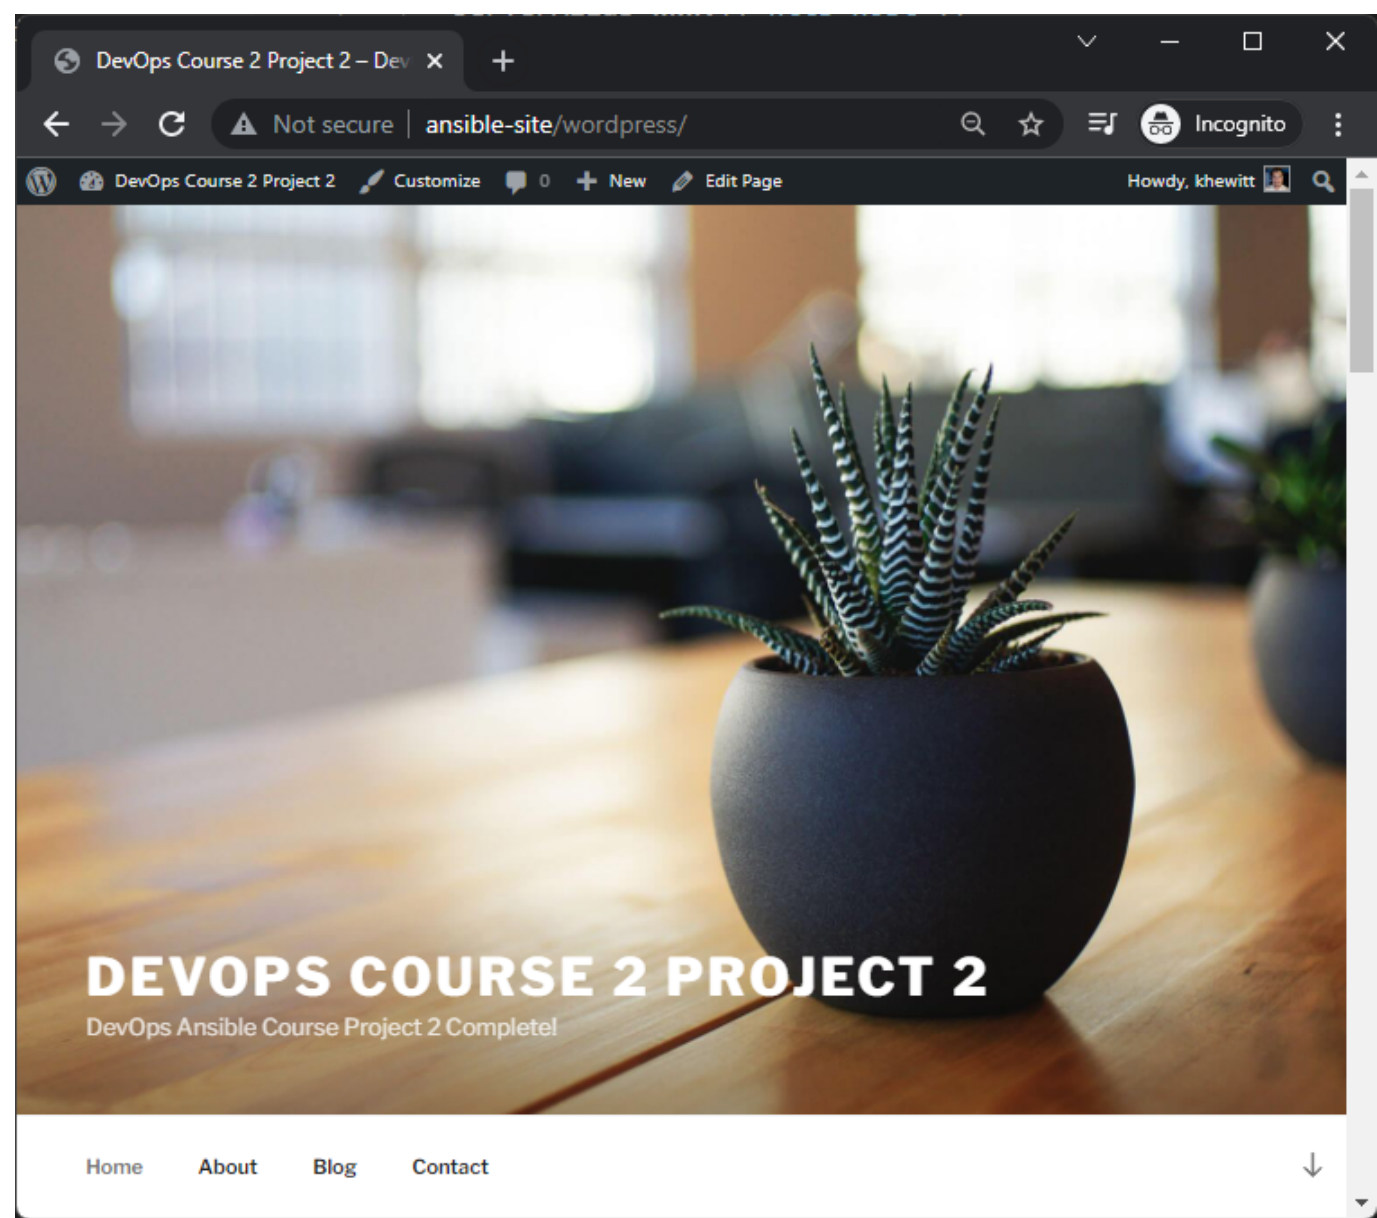 DevOps Course 2 Project 2 – Dev
Not secure | ansible-site/wordpress/ Incognito
DevOps Course 2 Project 2 Customize 0 New Edit Page Howdy, khewitt
DEVOPS COURSE 2 PROJECT 2
DevOps Ansible Course Project 2 Complete!
Home About Blog Contact